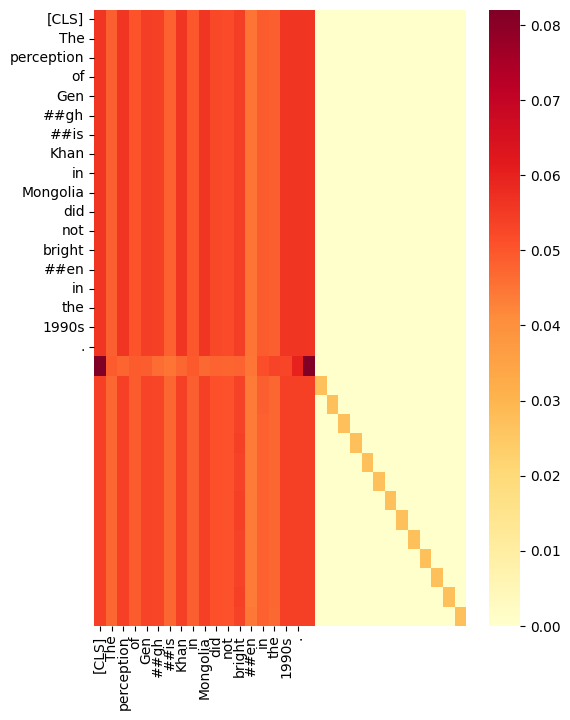 [CLS]
The
perception
of
Gen
##gh
##is
Khan
in
Mongolia
did
not
bright
##en
in
the
1990s
.
0.08
0.07
0.06
0.05
0.04
0.03
0.02
0.01
0.00
[CLS]
The
perception
of
Gen
##gh
##is
Khan
in
Mongolia
did
not
bright
##en
in
the
1990s
.